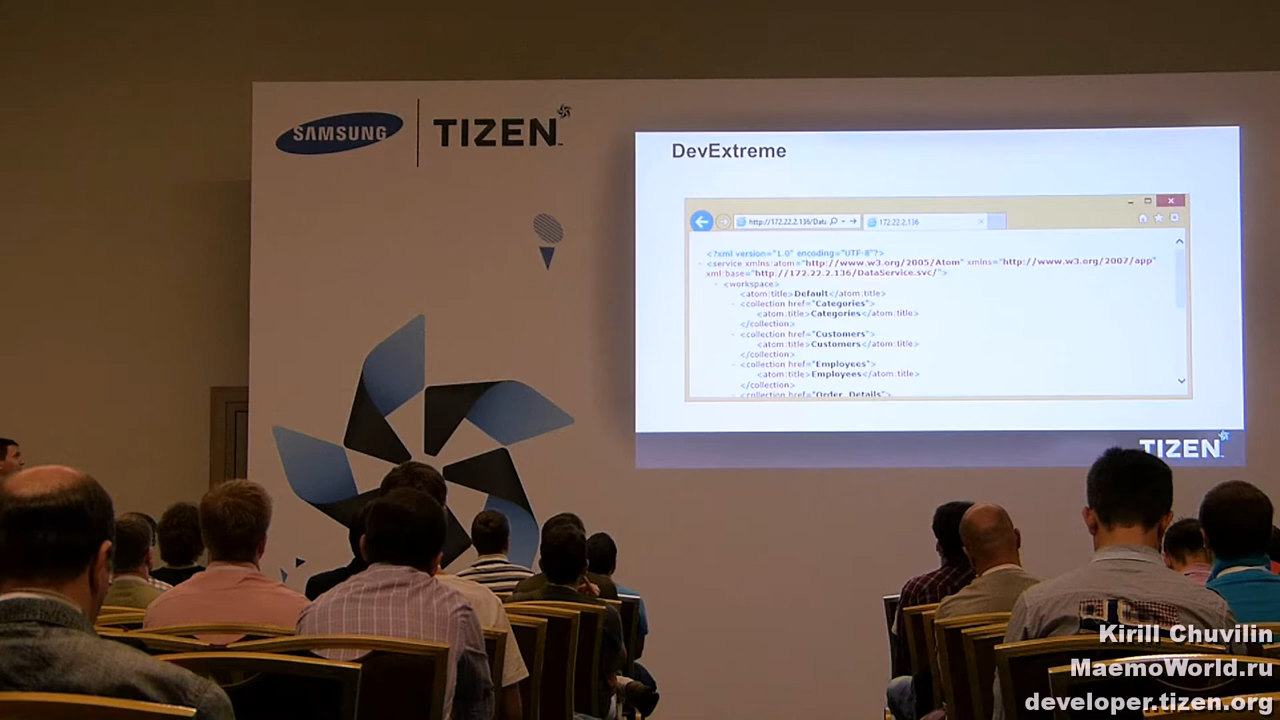 SAMSUNG
TIZEN
DevExtreme
http://172.22.2.136/Data
172.22.2.136
<?xml version="1.0" encoding="UTF-8"?>
- <service xmlns:atom="http://www.w3.org/2005/Atom" xmlns="http://www.w3.org/2007/app"
xml:base="http://172.22.2.136/DataService.svc/">
- <workspace>
<atom:title>Default</atom:title>
- <collection href="Categories">
<atom:title>Categories</atom:title>
</collection>
- <collection href="Customers">
<atom:title>Customers</atom:title>
</collection>
- <collection href="Employees">
<atom:title>Employees</atom:title>
</collection>
- <collection href="Order_Details">
TIZEN
Kirill Chuvilin
MaemoWorld.ru
developer.tizen.org